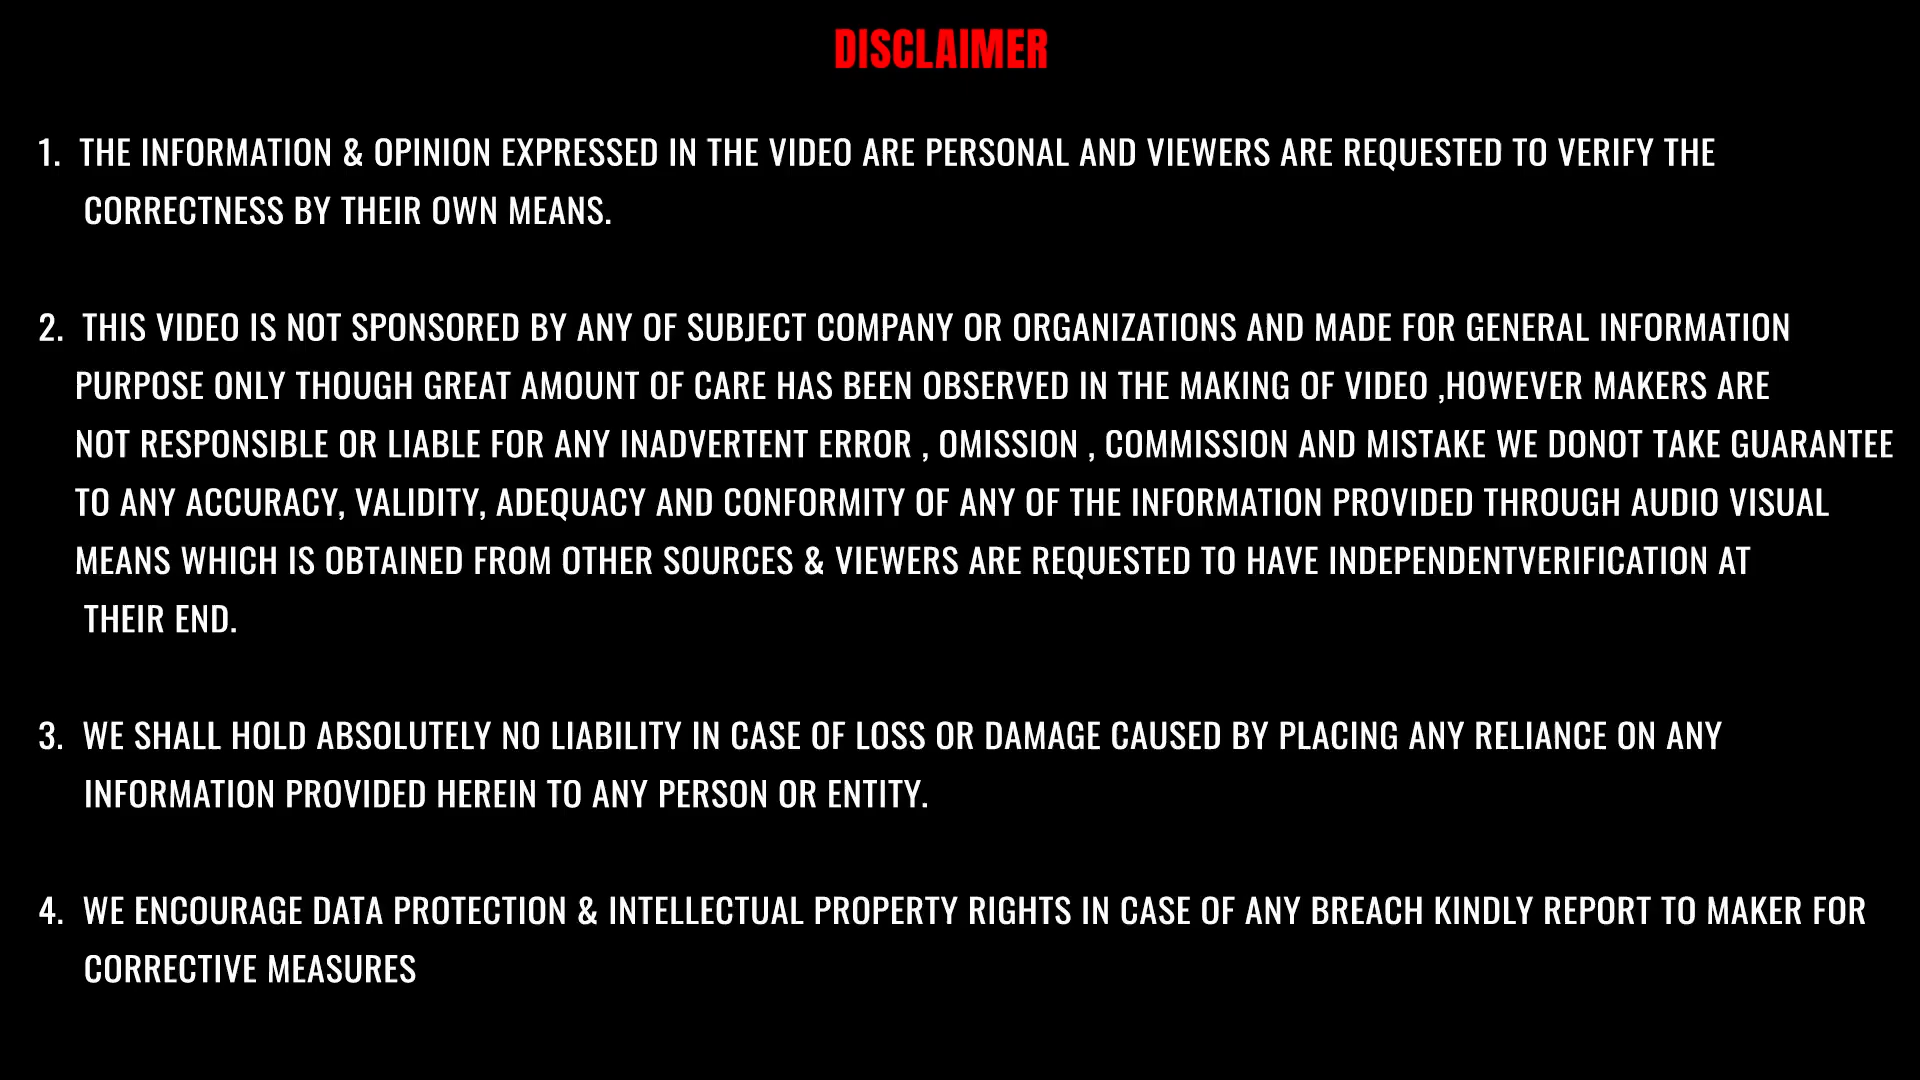 DISCLAIMER
1. THE INFORMATION & OPINION EXPRESSED IN THE VIDEO ARE PERSONAL AND VIEWERS ARE REQUESTED TO VERIFY THE
CORRECTNESS BY THEIR OWN MEANS.
2. THIS VIDEO IS NOT SPONSORED BY ANY OF SUBJECT COMPANY OR ORGANIZATIONS AND MADE FOR GENERAL INFORMATION
PURPOSE ONLY THOUGH GREAT AMOUNT OF CARE HAS BEEN OBSERVED IN THE MAKING OF VIDEO ,HOWEVER MAKERS ARE
NOT RESPONSIBLE OR LIABLE FOR ANY INADVERTENT ERROR , OMISSION , COMMISSION AND MISTAKE WE DONOT TAKE GUARANTEE
TO ANY ACCURACY, VALIDITY, ADEQUACY AND CONFORMITY OF ANY OF THE INFORMATION PROVIDED THROUGH AUDIO VISUAL
MEANS WHICH IS OBTAINED FROM OTHER SOURCES & VIEWERS ARE REQUESTED TO HAVE INDEPENDENTVERIFICATION AT
THEIR END.
3. WE SHALL HOLD ABSOLUTELY NO LIABILITY IN CASE OF LOSS OR DAMAGE CAUSED BY PLACING ANY RELIANCE ON ANY
INFORMATION PROVIDED HEREIN TO ANY PERSON OR ENTITY.
4. WE ENCOURAGE DATA PROTECTION & INTELLECTUAL PROPERTY RIGHTS IN CASE OF ANY BREACH KINDLY REPORT TO MAKER FOR
CORRECTIVE MEASURES